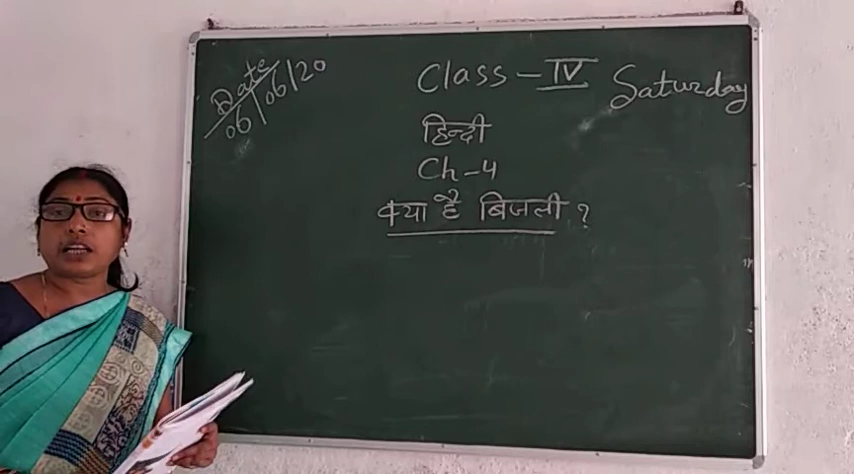 Date
06/06/20
Class - IV
Saturday
हिन्दी
Ch-4
क्या है बिजली ?